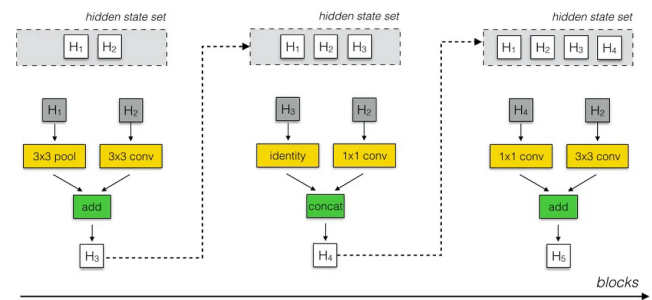 hidden state set
H₁ H₂
H₁ H₂
3x3 pool 3x3 conv
add
H₃
hidden state set
H₁ H₂ H₃
H₃ H₂
identity 1x1 conv
concat
H₄
hidden state set
H₁ H₂ H₃ H₄
H₄ H₂
1x1 conv 3x3 conv
add
H₅
blocks